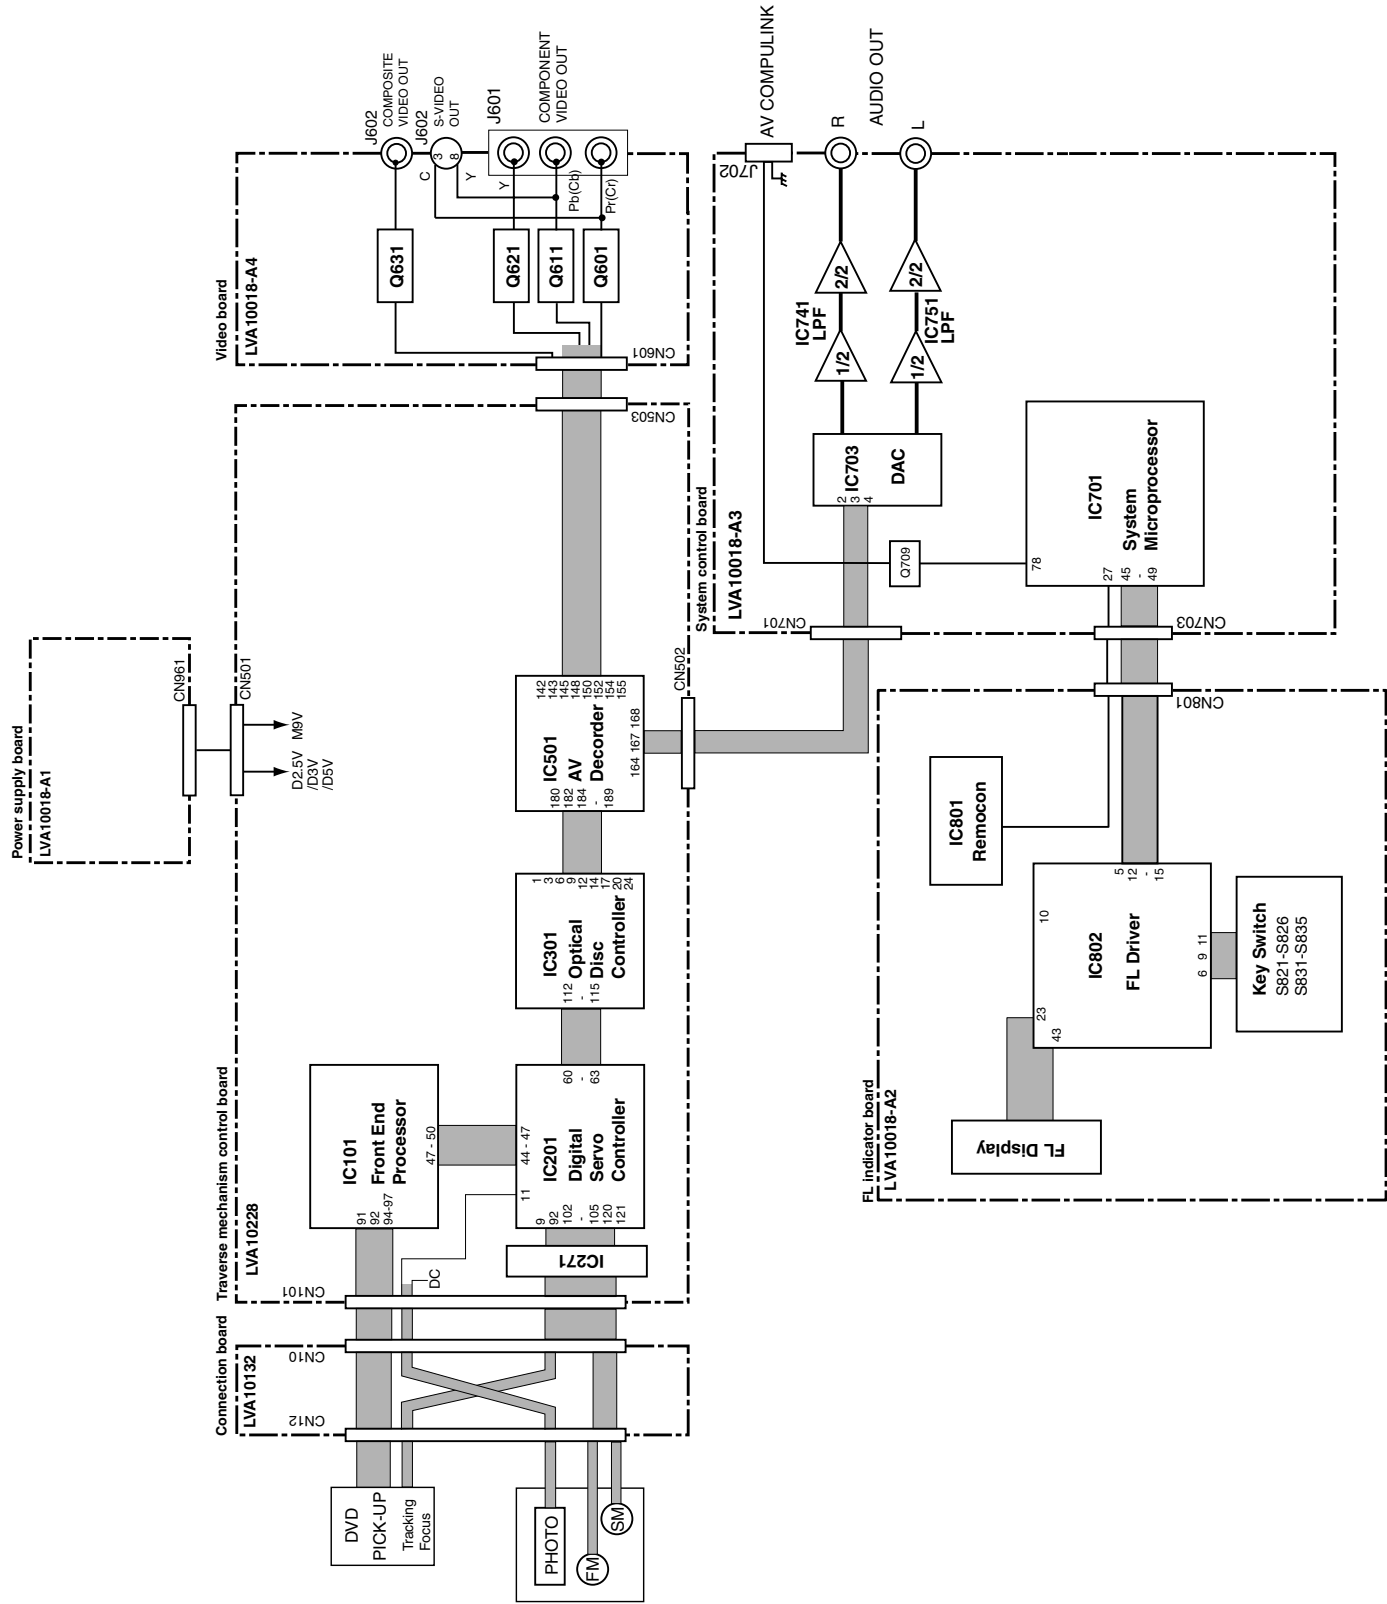 Power supply board
LVA10018-A1
CN961
CN501
M9V
D2.5V
/D3V
/D5V
Video board
LVA10018-A4
J602
COMPOSITE
VIDEO OUT
J602
S-VIDEO
OUT
3
8
C
Y
J601
COMPONENT
VIDEO OUT
Y
Pb(Cb)
Pr(Cr)
Q631
Q621
Q611
Q601
CN601
CN503
Traverse mechanism control board
LVA10228
CN101
IC101
Front End
Processor
91
92
94-97
47 - 50
DC
IC271
IC201
Digital
Servo
Controller
44 - 47
11
9
92
102
-
105
120
121
60
-
63
IC301
Optical
Disc
Controller
112
-
115
1
3
6
9
12
14
17
20
24
IC501
AV
Decorder
180
182
184
-
189
142
143
145
148
150
152
154
155
164 167 168
CN502
Connection board
LVA10132
CN10
CN12
DVD
PICK-UP
Tracking
Focus
PHOTO
FM
SM
System control board
LVA10018-A3
CN701
J702
AV COMPULINK
R
AUDIO OUT
L
IC741
LPF
1/2
2/2
IC751
LPF
1/2
2/2
IC703
DAC
2
3
4
Q709
IC701
System
Microprocessor
78
27
45
-
49
CN703
FL indicator board
LVA10018-A2
CN801
IC801
Remocon
IC802
FL Driver
5
12
-
15
10
23
43
6 9 11
Key Switch
S821-S826
S831-S835
FL Display